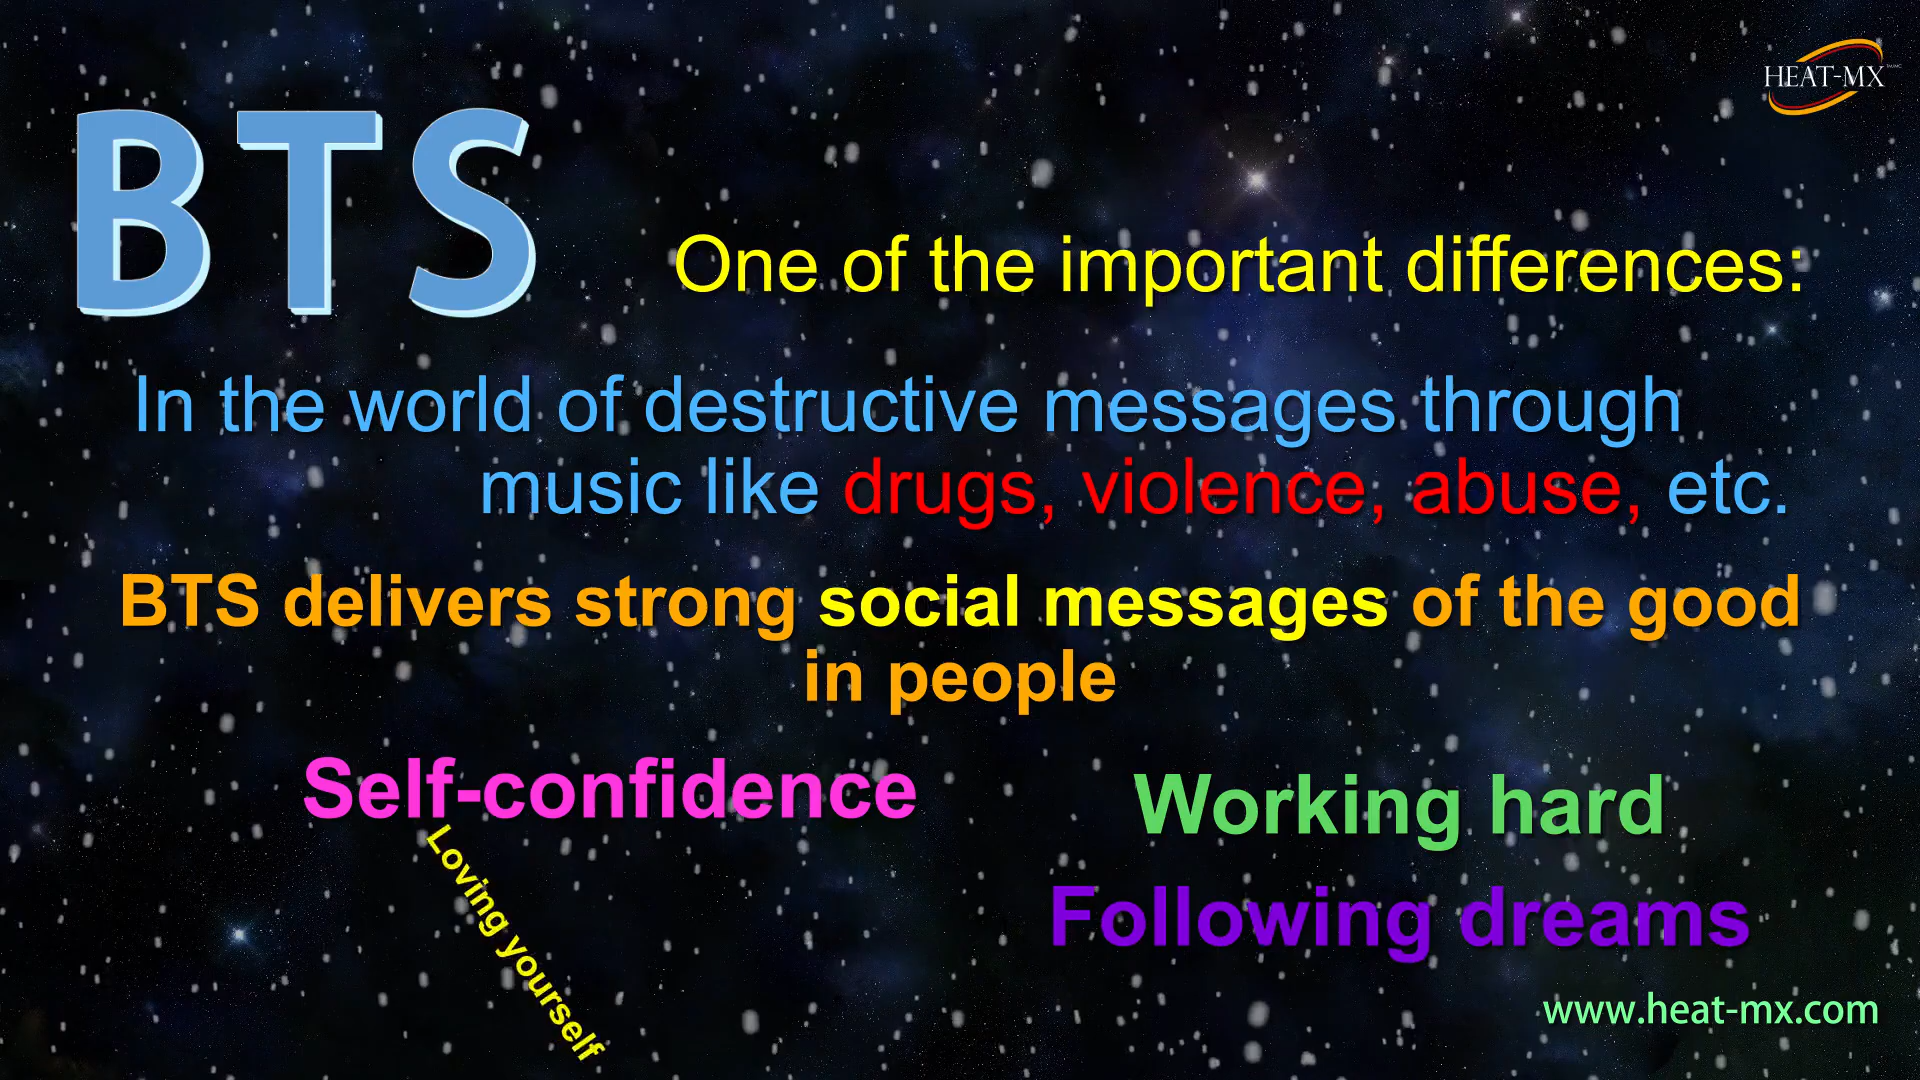 HEAT-MX
BTS
One of the important differences:
In the world of destructive messages through
music like drugs, violence, abuse, etc.
BTS delivers strong social messages of the good
in people
Self-confidence
Loving yourself
Working hard
Following dreams
www.heat-mx.com